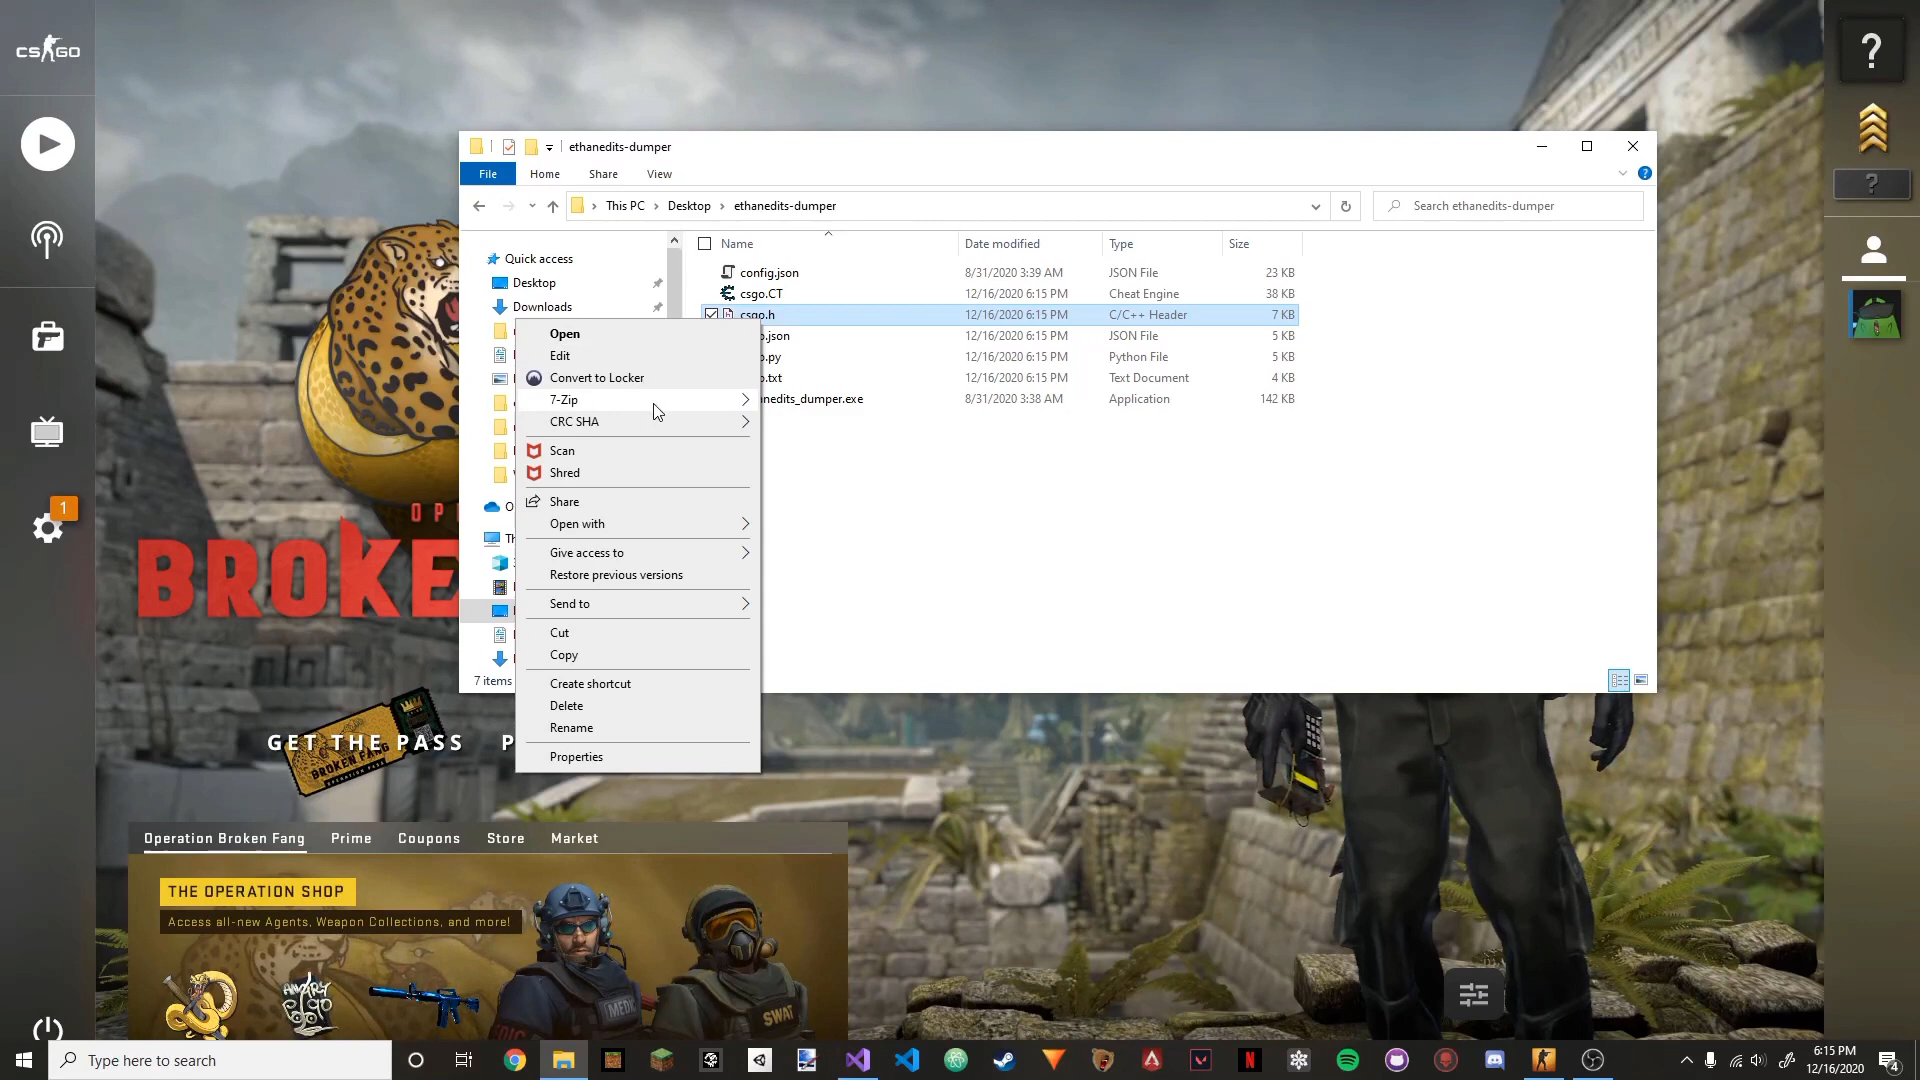 CS GO
ethanedits-dumper
File Home Share View
This PC Desktop ethanedits-dumper
Search ethanedits-dumper
Name Date modified Type Size
Quick access
Desktop
Downloads
config.json 8/31/2020 3:39 AM JSON File 23 KB
csgo.CT 12/16/2020 6:15 PM Cheat Engine 38 KB
csgo.h 12/16/2020 6:15 PM C/C++ Header 7 KB
o.json 12/16/2020 6:15 PM JSON File 5 KB
o.py 12/16/2020 6:15 PM Python File 5 KB
o.txt 12/16/2020 6:15 PM Text Document 4 KB
anedits_dumper.exe 8/31/2020 3:38 AM Application 142 KB
Open
Edit
Convert to Locker
7-Zip
CRC SHA
Scan
Shred
Share
Open with
Give access to
Restore previous versions
Send to
Cut
Copy
Create shortcut
Delete
Rename
Properties
7 items
1
OP
BROKE
GET THE PASS P
BROKEN FANG
OPERATION PASS
Operation Broken Fang Prime Coupons Store Market
THE OPERATION SHOP
Access all-new Agents, Weapon Collections, and more!
MEDIC
SWAT
Type here to search
6:15 PM
12/16/2020
4